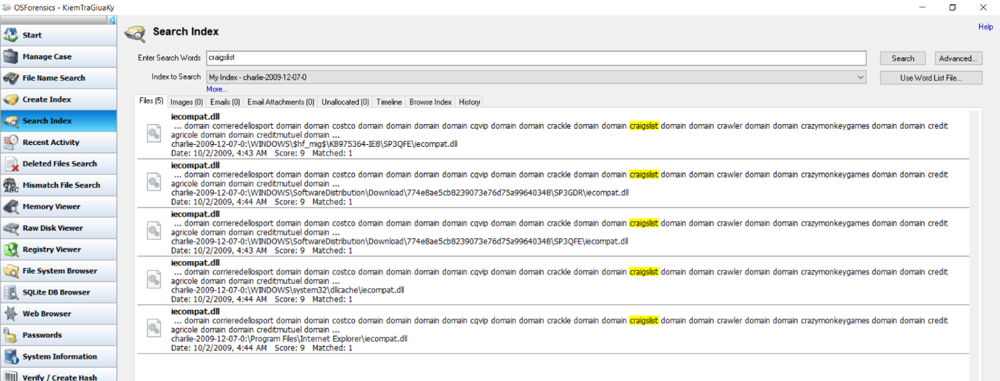 OSForensics - KiemTraGiuaKy
Start
Manage Case
File Name Search
Create Index
Search Index
Recent Activity
Deleted Files Search
Mismatch File Search
Memory Viewer
Raw Disk Viewer
Registry Viewer
File System Browser
SQLite DB Browser
Web Browser
Passwords
System Information
Verify / Create Hash
Search Index
Help
Enter Search Words craigslist Search Advanced...
Index to Search My Index - charlie-2009-12-07-0 Use Word List File...
More...
Files (5) Images (0) Emails (0) Email Attachments (0) Unallocated (0) Timeline Browse Index History
iecompat.dll
... domain corrieredellosport domain domain costco domain domain domain domain cqvip domain domain crackle domain domain craigslist domain domain crawler domain domain crazymonkeygames domain domain credit
agricole domain domain creditmutuel domain ...
charlie-2009-12-07-0:\WINDOWS\$hf_mig$\KB975364-IE8\SP3QFE\iecompat.dll
Date: 10/2/2009, 4:43 AM Score: 9 Matched: 1
iecompat.dll
... domain corrieredellosport domain domain costco domain domain domain domain cqvip domain domain crackle domain domain craigslist domain domain crawler domain domain crazymonkeygames domain domain credit
agricole domain domain creditmutuel domain ...
charlie-2009-12-07-0:\WINDOWS\SoftwareDistribution\Download\774e8ae5cb8239073e76d75a99640348\SP3GDR\iecompat.dll
Date: 10/2/2009, 4:44 AM Score: 9 Matched: 1
iecompat.dll
... domain corrieredellosport domain domain costco domain domain domain domain cqvip domain domain crackle domain domain craigslist domain domain crawler domain domain crazymonkeygames domain domain credit
agricole domain domain creditmutuel domain ...
charlie-2009-12-07-0:\WINDOWS\SoftwareDistribution\Download\774e8ae5cb8239073e76d75a99640348\SP3QFE\iecompat.dll
Date: 10/2/2009, 4:43 AM Score: 9 Matched: 1
iecompat.dll
... domain corrieredellosport domain domain costco domain domain domain domain cqvip domain domain crackle domain domain craigslist domain domain crawler domain domain crazymonkeygames domain domain credit
agricole domain domain creditmutuel domain ...
charlie-2009-12-07-0:\WINDOWS\system32\dllcache\iecompat.dll
Date: 10/2/2009, 4:44 AM Score: 9 Matched: 1
iecompat.dll
... domain corrieredellosport domain domain costco domain domain domain domain cqvip domain domain crackle domain domain craigslist domain domain crawler domain domain crazymonkeygames domain domain credit
agricole domain domain creditmutuel domain ...
charlie-2009-12-07-0:\Program Files\Internet Explorer\iecompat.dll
Date: 10/2/2009, 4:44 AM Score: 9 Matched: 1